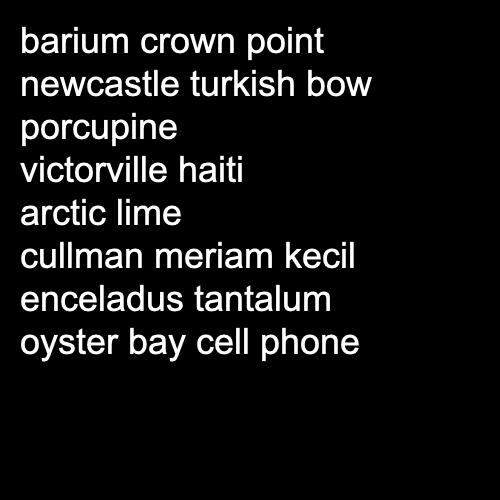 barium crown point
newcastle turkish bow
porcupine
victorville haiti
arctic lime
cullman meriam kecil
enceladus tantalum
oyster bay cell phone